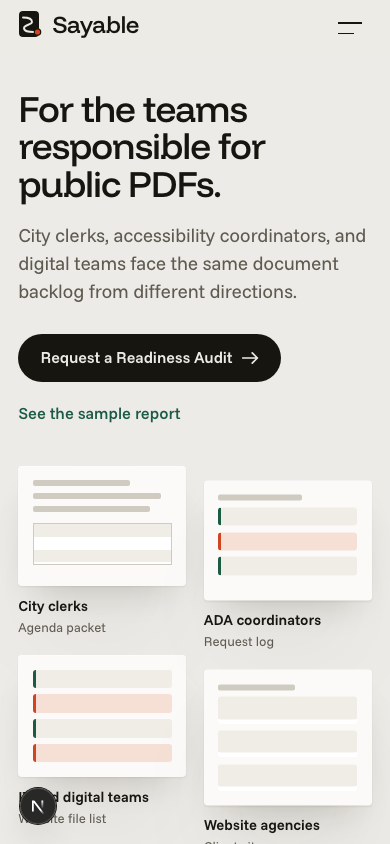 Sayable
For the teams
responsible for
public PDFs.
City clerks, accessibility coordinators, and
digital teams face the same document
backlog from different directions.
Request a Readiness Audit →
See the sample report
City clerks
Agenda packet
ADA coordinators
Request log
digital teams
file list
Website agencies